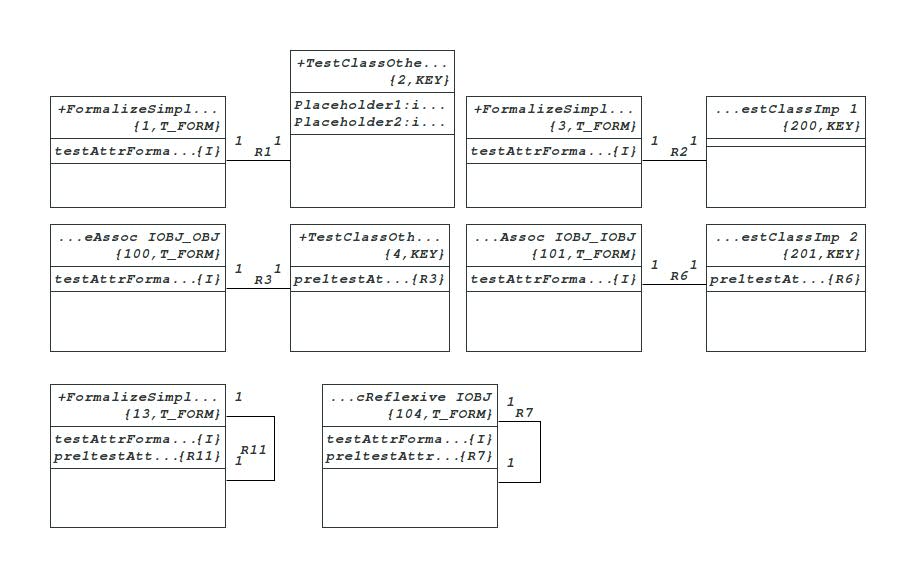 +TestClassOthe...
{2,KEY}
Placeholder1:i...
Placeholder2:i...
+FormalizeSimpl...
{1,T_FORM}
testAttrForma...{I}
1
1
R1
+FormalizeSimpl...
{3,T_FORM}
testAttrForma...{I}
1
1
R2
...estClassImp 1
{200,KEY}
...eAssoc IOBJ_OBJ
{100,T_FORM}
testAttrForma...{I}
1
1
R3
+TestClassOth...
{4,KEY}
pre1testAt...{R3}
...Assoc IOBJ_IOBJ
{101,T_FORM}
testAttrForma...{I}
1
1
R6
...estClassImp 2
{201,KEY}
pre1testAt...{R6}
+FormalizeSimpl...
{13,T_FORM}
testAttrForma...{I}
pre1testAtt...{R11}
1
R11
1
...cReflexive IOBJ
{104,T_FORM}
testAttrForma...{I}
pre1testAttr...{R7}
1
R7
1